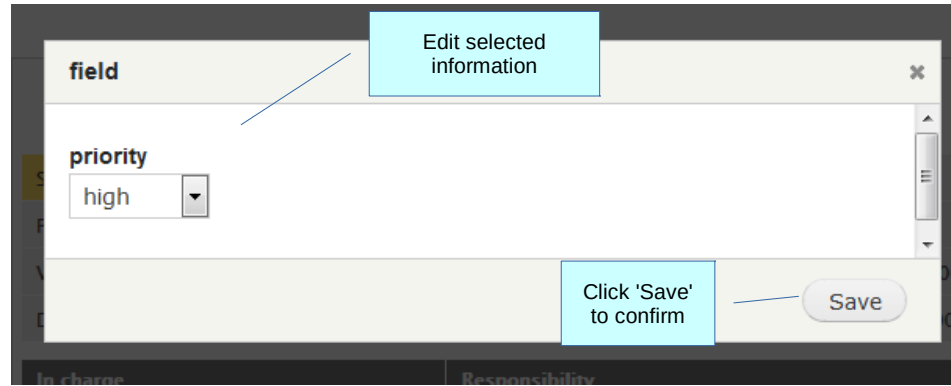 Edit selected
information
field
priority
high
Click 'Save'
to confirm
Save
In charge
Responsibility